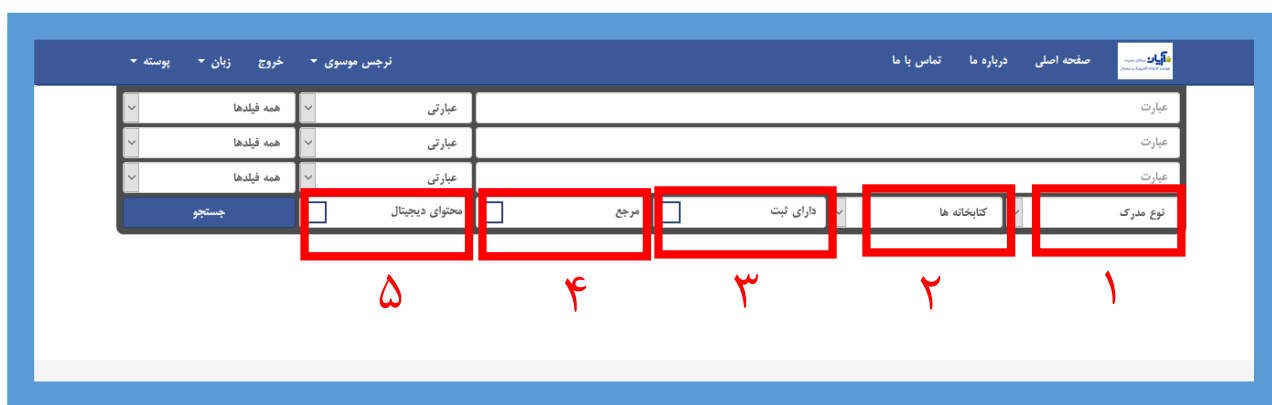 آپان صفحه اصلی درباره ما تماس با ما نرجس موسوی خروج زبان پوسته
عبارت عبارتی همه فیلدها
عبارت عبارتی همه فیلدها
عبارت عبارتی همه فیلدها
نوع مدرک کتابخانه ها دارای ثبت مرجع محتوای دیجیتال جستجو
۱ ۲ ۳ ۴ ۵